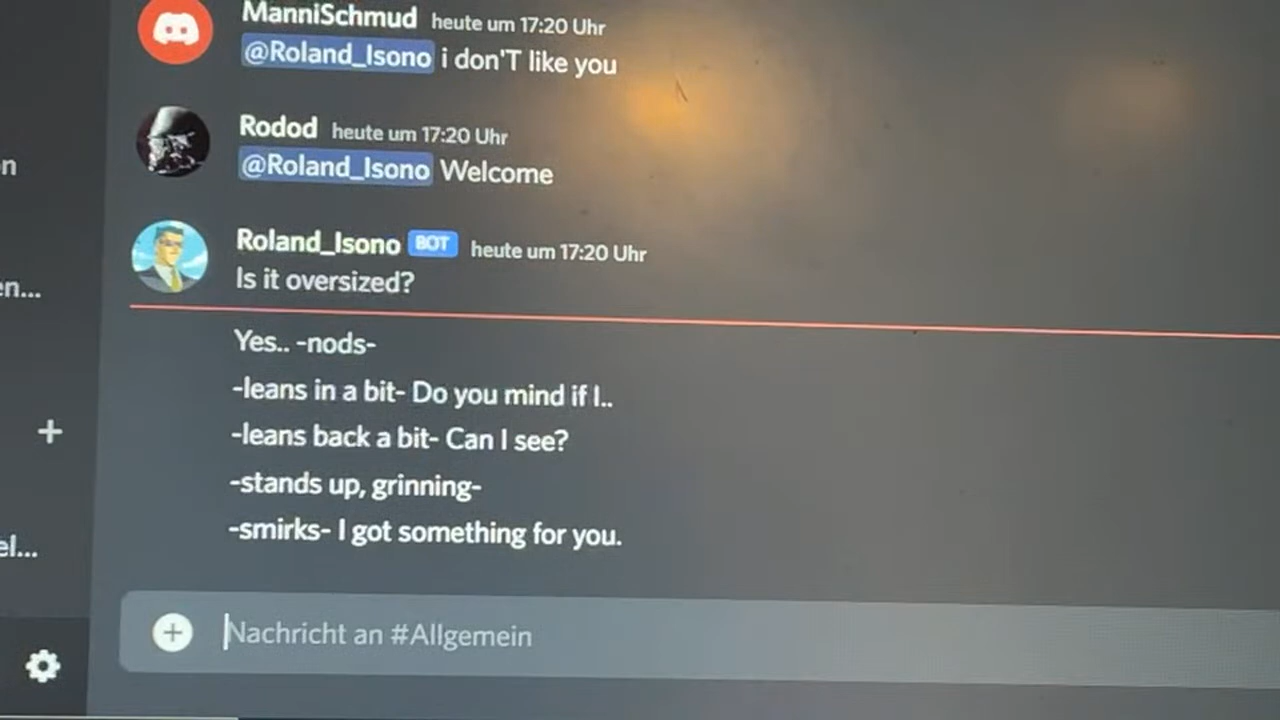 ManniSchmud heute um 17:20 Uhr
@Roland_Isono i don'T like you
Rodod heute um 17:20 Uhr
@Roland_Isono Welcome
Roland_Isono BOT heute um 17:20 Uhr
Is it oversized?
Yes.. -nods-
-leans in a bit- Do you mind if I..
-leans back a bit- Can I see?
-stands up, grinning-
-smirks- I got something for you.
Nachricht an #Allgemein
n
en...
el...